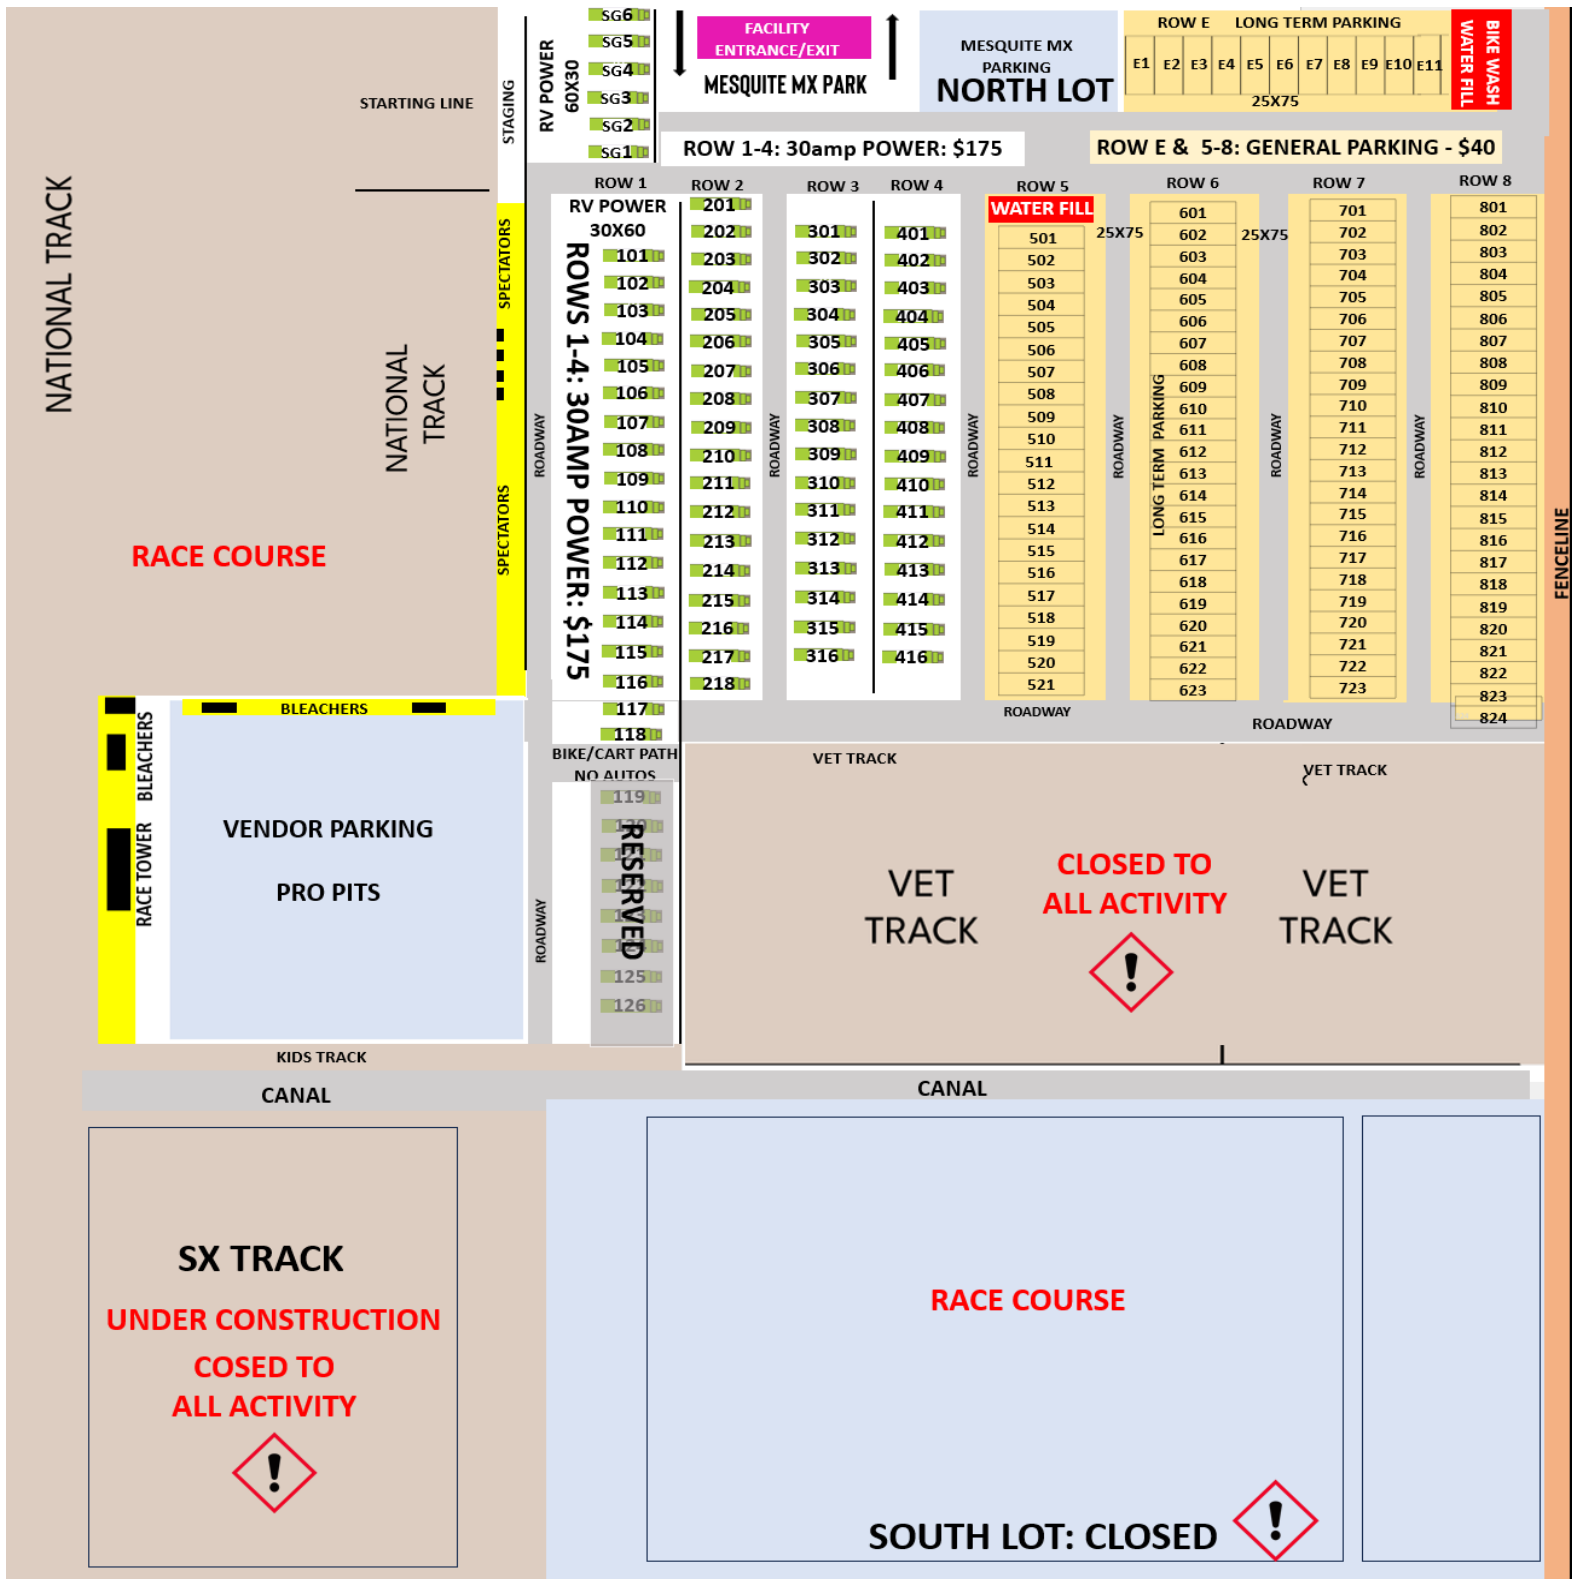 SG6
SG5
SG4
SG3
SG2
SG1
RV POWER
60X30
STAGING
STARTING LINE
FACILITY
ENTRANCE/EXIT
MESQUITE MX PARK
MESQUITE MX
PARKING
NORTH LOT
ROW E LONG TERM PARKING
E1 E2 E3 E4 E5 E6 E7 E8 E9 E10 E11
25X75
BIKE WASH
WATER FILL
ROW 1-4: 30amp POWER: $175
ROW E & 5-8: GENERAL PARKING - $40
NATIONAL TRACK
NATIONAL
TRACK
RACE COURSE
SPECTATORS
SPECTATORS
ROADWAY
ROW 1
RV POWER
30X60
ROWS 1-4: 30AMP POWER: $175
101
102
103
104
105
106
107
108
109
110
111
112
113
114
115
116
117
118
ROW 2
201
202
203
204
205
206
207
208
209
210
211
212
213
214
215
216
217
218
ROADWAY
ROW 3
301
302
303
304
305
306
307
308
309
310
311
312
313
314
315
316
ROW 4
401
402
403
404
405
406
407
408
409
410
411
412
413
414
415
416
ROADWAY
ROW 5
WATER FILL
501
502
503
504
505
506
507
508
509
510
511
512
513
514
515
516
517
518
519
520
521
25X75
ROADWAY
ROW 6
LONG TERM PARKING
601
602
603
604
605
606
607
608
609
610
611
612
613
614
615
616
617
618
619
620
621
622
623
25X75
ROADWAY
ROW 7
701
702
703
704
705
706
707
708
709
710
711
712
713
714
715
716
717
718
719
720
721
722
723
ROADWAY
ROW 8
801
802
803
804
805
806
807
808
809
810
811
812
813
814
815
816
817
818
819
820
821
822
823
824
FENCELINE
ROADWAY
ROADWAY
BLEACHERS
BLEACHERS
RACE TOWER
VENDOR PARKING
PRO PITS
BIKE/CART PATH
NO AUTOS
ROADWAY
119
120
121
122
123
124
125
126
RESERVED
VET TRACK
VET TRACK
VET
TRACK
CLOSED TO
ALL ACTIVITY
!
VET
TRACK
KIDS TRACK
CANAL
CANAL
SX TRACK
UNDER CONSTRUCTION
COSED TO
ALL ACTIVITY
!
RACE COURSE
SOUTH LOT: CLOSED
!